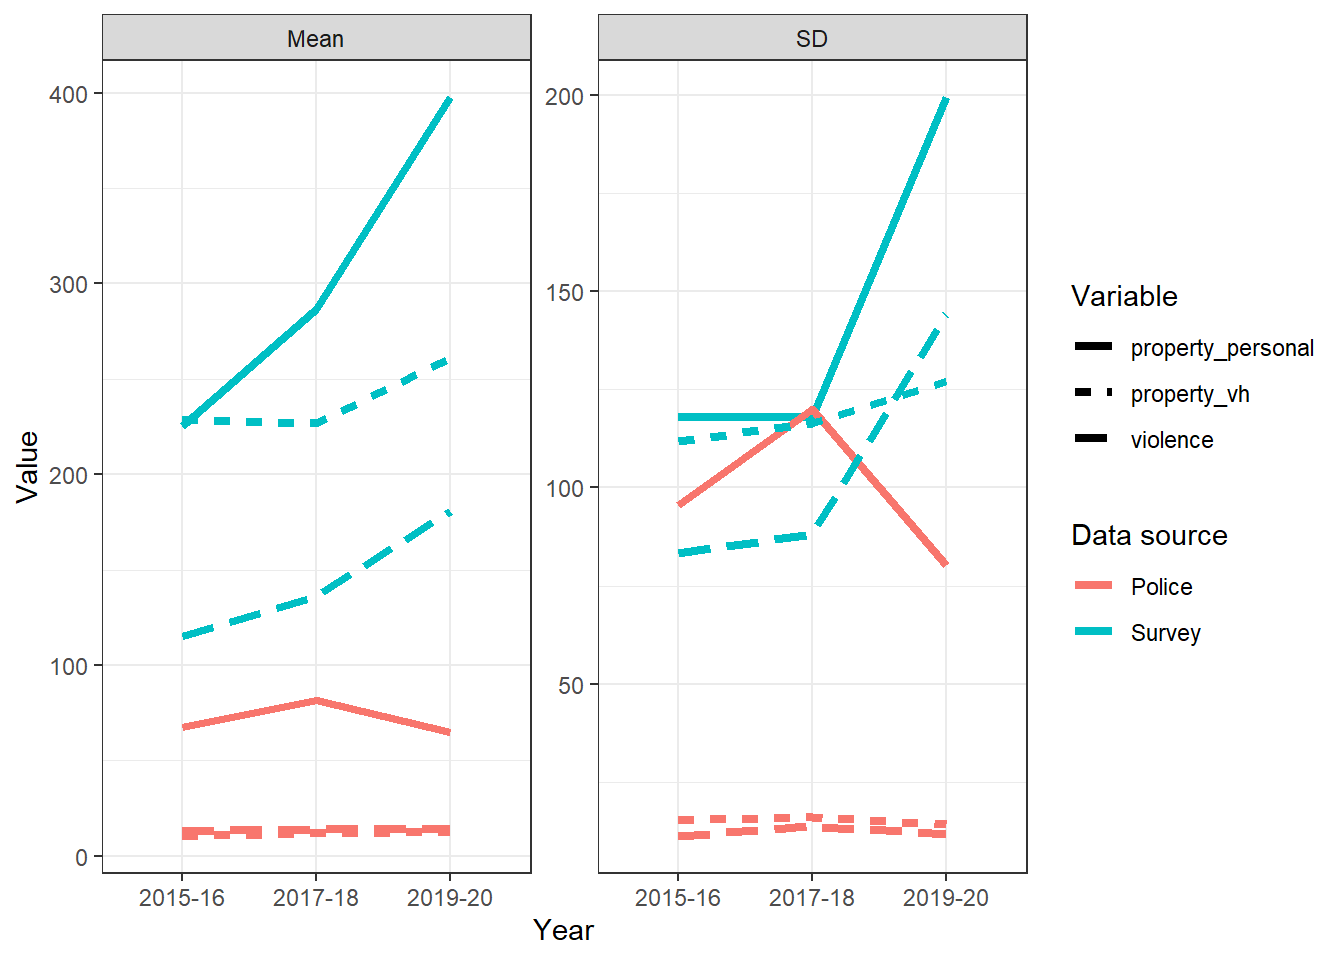 Mean
SD
400
300
200
100
0
200
150
100
50
Value
2015-16
2017-18
2019-20
2015-16
2017-18
2019-20
Year
Variable
property_personal
property_vh
violence
Data source
Police
Survey